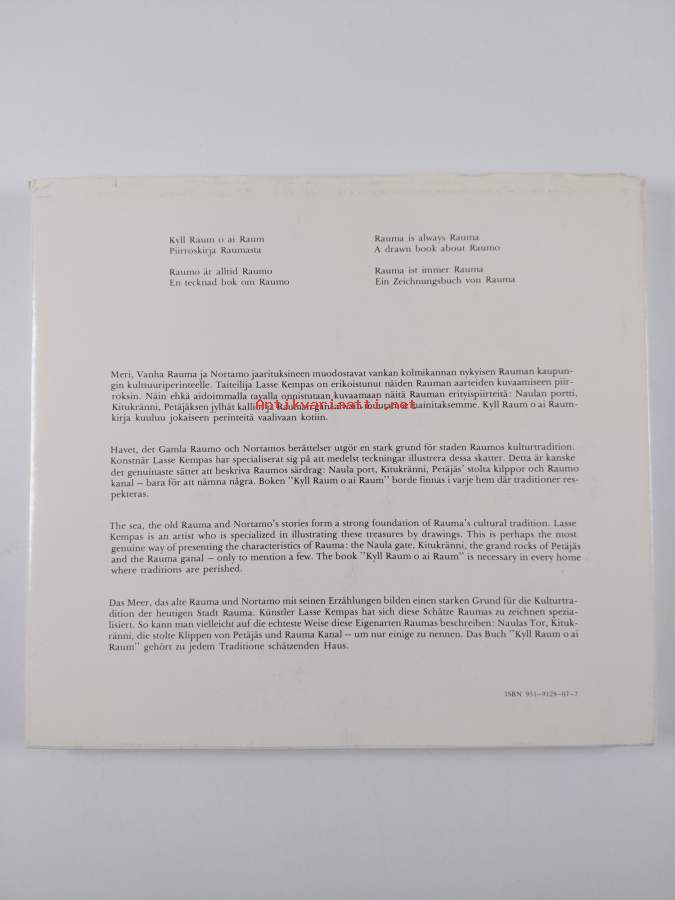 Kyll Raum o ai Raum
Piirroskirja Raumasta
Raumo är alltid Raumo
En tecknad bok om Raumo
Rauma is always Rauma
A drawn book about Raumo
Rauma ist immer Rauma
Ein Zeichnungsbuch von Rauma
Meri, Vanha Rauma ja Nortamo jaarituksineen muodostavat vankan kolmikannan nykyisen Rauman kaupun-
gin kulttuuriperinteelle. Taiteilija Lasse Kempas on erikoistunut näiden Rauman aarteiden kuvaamiseen piir-
roksin. Näin ehkä aidoimmalla tavalla onnistutaan kuvaamaan näitä Rauman erityispiirteitä: Naulan portti,
Kitukränni, Petäjäksen jylhät kalliot ja Rauman mainitaksemme. Kyll Raum o ai Raum-
Antikvariaatti.net
kirja kuuluu jokaiseen perinteitä vaalivaan kotiin.
Havet, det Gamla Raumo och Nortamos berättelser utgör en stark grund för staden Raumos kulturtradition.
Konstnär Lasse Kempas har specialiserat sig på att medelst teckningar illustrera dessa skatter. Detta är kanske
det genuinaste sättet att beskriva Raumos särdrag: Naula port, Kitukränni, Petäjäs' stolta kilppor och Raumo
kanal – bara för att nämna några. Boken "Kyll Raum o ai Raum" borde finnas i varje hem där traditioner res-
pekteras.
The sea, the old Rauma and Nortamo's stories form a strong foundation of Rauma's cultural tradition. Lasse
Kempas is an artist who is specialized in illustrating these treasures by drawings. This is perhaps the most
genuine way of presenting the characteristics of Rauma: the Naula gate, Kitukränni, the grand rocks of Petäjäs
and the Rauma ganal – only to mention a few. The book "Kyll Raum o ai Raum" is necessary in every home
where traditions are perished.
Das Meer, das alte Rauma und Nortamo mit seinen Erzählungen bilden einen starken Grund für die Kulturtra-
dition der heutigen Stadt Rauma. Künstler Lasse Kempas hat sich diese Schätze Raumas zu zeichnen spezia-
lisiert. So kann man vielleicht auf die echteste Weise diese Eigenarten Raumas beschreiben: Naulas Tor, Kituk-
ränni, die stolte Klippen von Petäjäs und Rauma Kanal – um nur einige zu nennen. Das Buch "Kyll Raum o ai
Raum" gehört zu jedem Traditione schätzenden Haus.
ISBN 951–9128–07–7